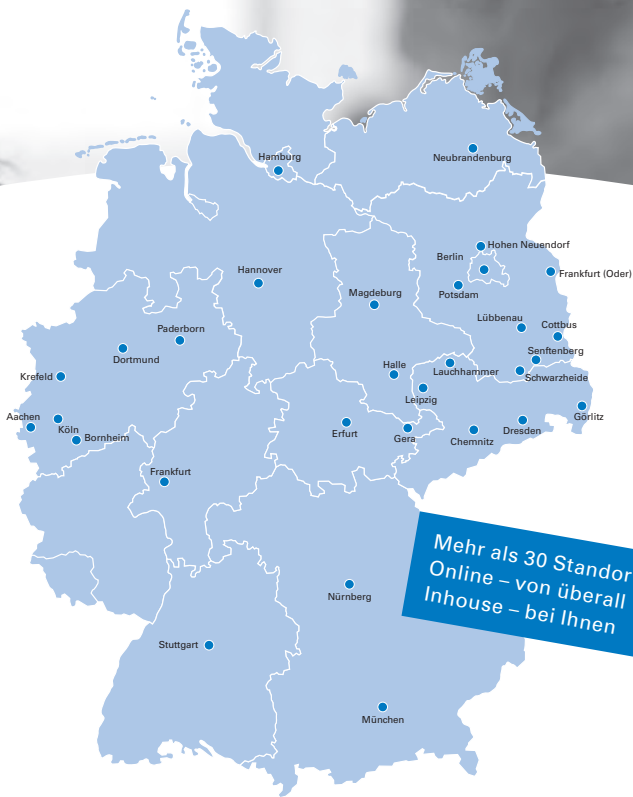 Hamburg
Neubrandenburg
Hohen Neuendorf
Berlin
Frankfurt (Oder)
Hannover
Potsdam
Magdeburg
Lübbenau
Cottbus
Paderborn
Senftenberg
Dortmund
Halle
Lauchhammer
Schwarzheide
Krefeld
Leipzig
Aachen
Görlitz
Köln
Bornheim
Erfurt
Gera
Chemnitz
Dresden
Frankfurt
Mehr als 30 Standor
Online – von überall
Inhouse – bei Ihnen
Nürnberg
Stuttgart
München